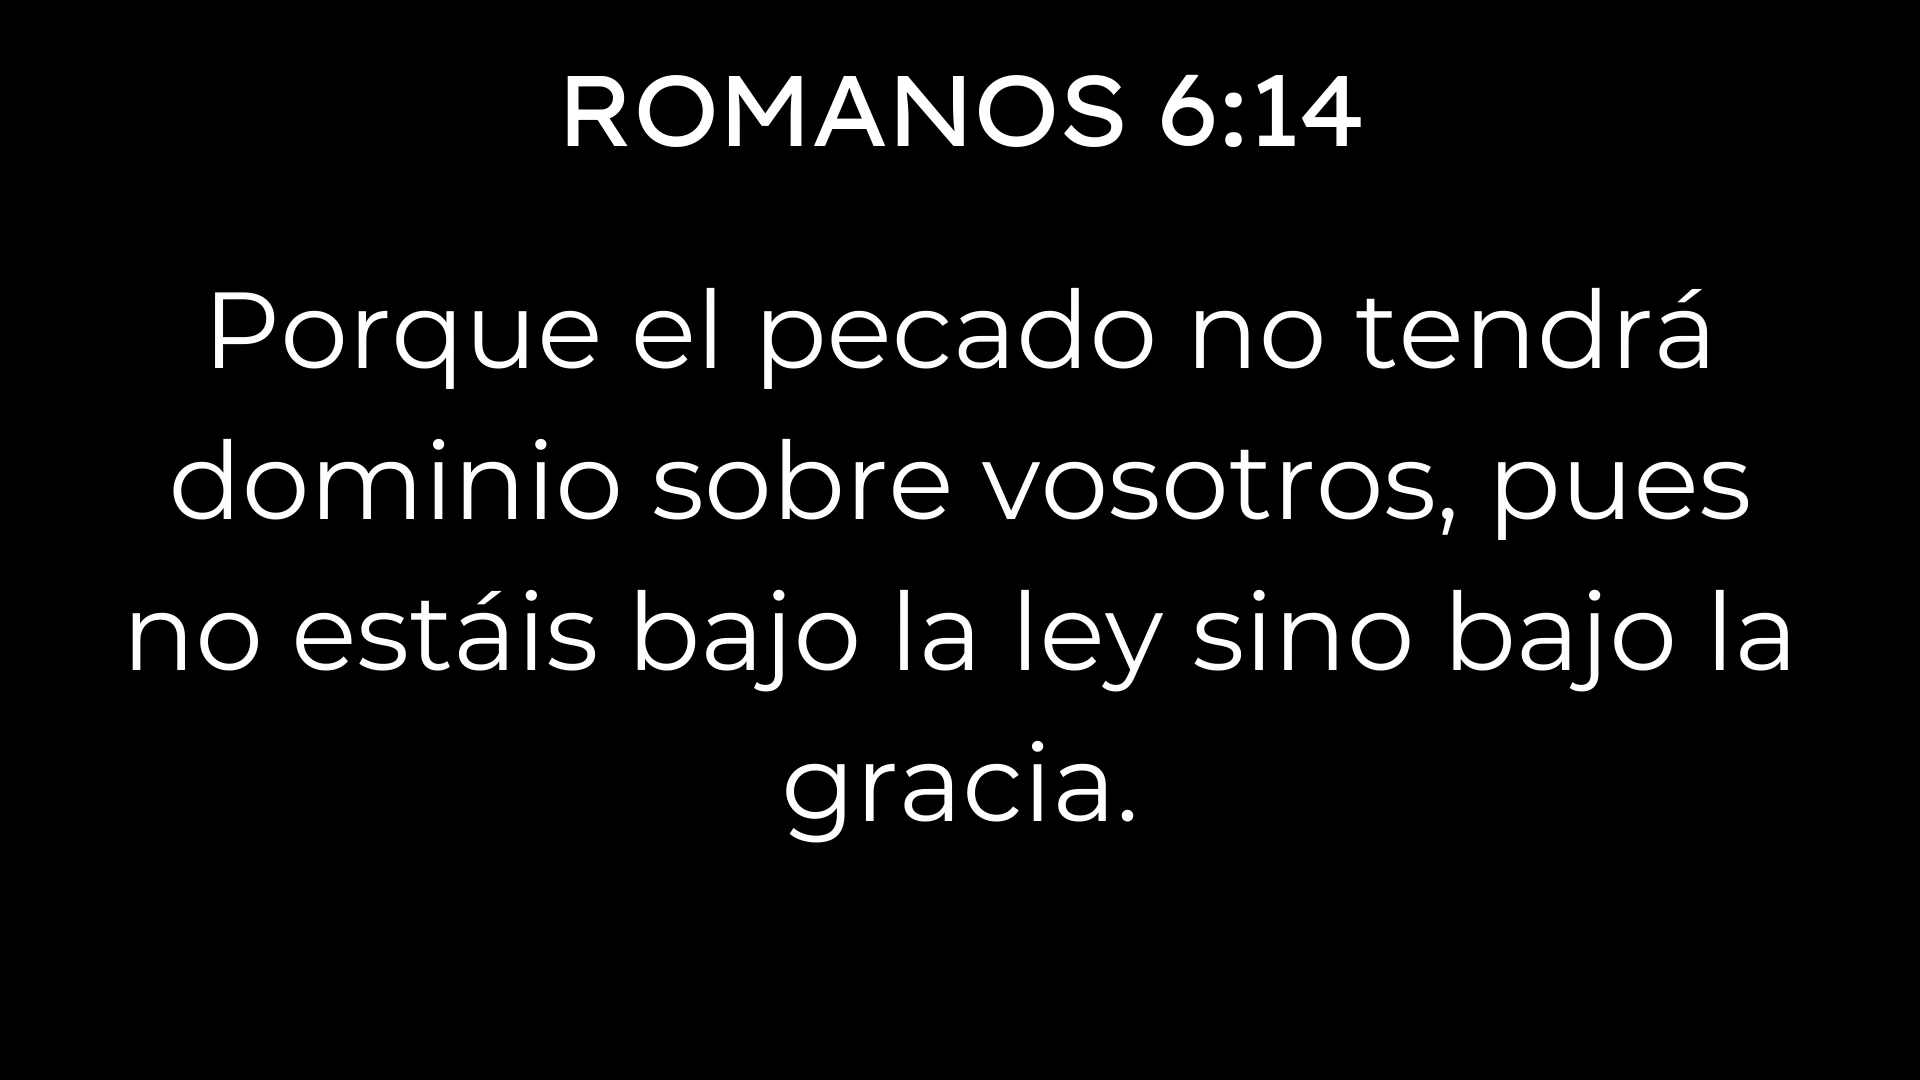 ROMANOS 6:14
Porque el pecado no tendrá
dominio sobre vosotros, pues
no estáis bajo la ley sino bajo la
gracia.